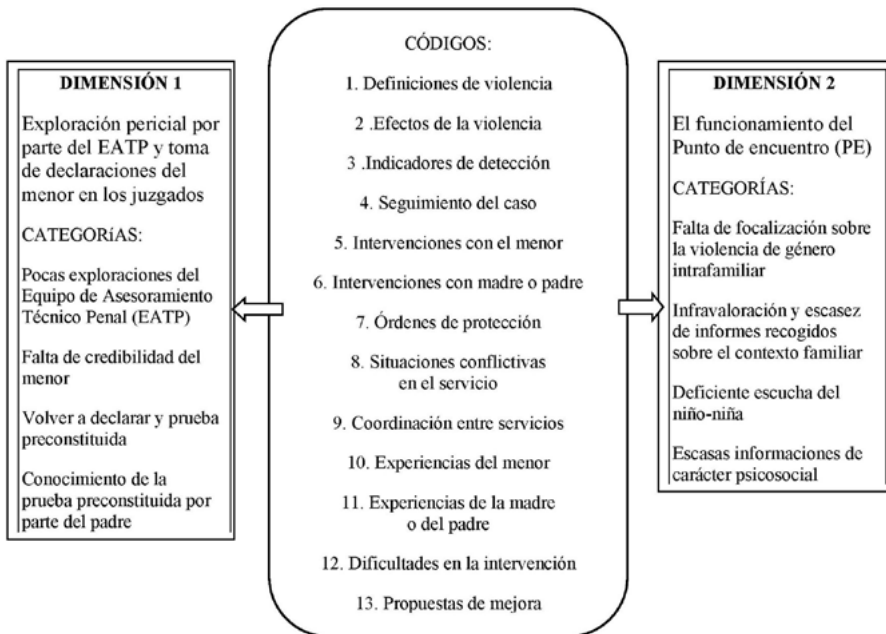 DIMENSIÓN 1
Exploración pericial por
parte del EATP y toma
de declaraciones del
menor en los juzgados
CATEGORíAS:
Pocas exploraciones del
Equipo de Asesoramiento
Técnico Penal (EATP)
Falta de credibilidad del
menor
Volver a declarar y prueba
preconstituida
Conocimiento de la
prueba preconstituida por
parte del padre
CÓDIGOS:
1. Definiciones de violencia
2 .Efectos de la violencia
3 .Indicadores de detección
4. Seguimiento del caso
5. Intervenciones con el menor
6. Intervenciones con madre o padre
7. Órdenes de protección
8. Situaciones conflictivas
en el servicio
9. Coordinación entre servicios
10. Experiencias del menor
11. Experiencias de la madre
o del padre
12. Dificultades en la intervención
13. Propuestas de mejora
DIMENSIÓN 2
El funcionamiento del
Punto de encuentro (PE)
CATEGORÍAS:
Falta de focalización sobre
la violencia de género
intrafamiliar
Infravaloración y escasez
de informes recogidos
sobre el contexto familiar
Deficiente escucha del
niño-niña
Escasas informaciones de
carácter psicosocial